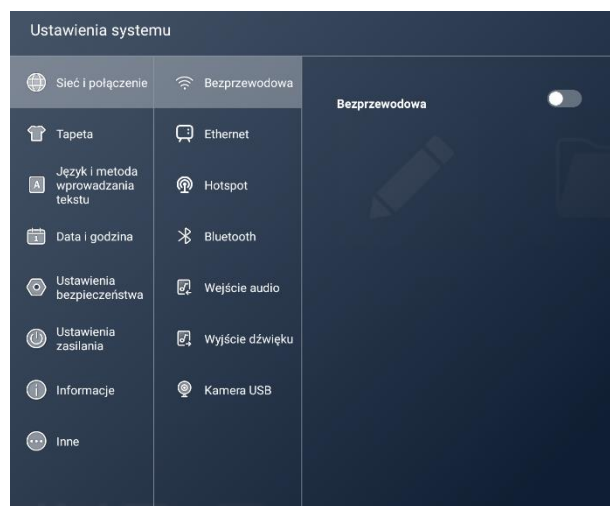 Ustawienia systemu
Sieć i połączenie
Tapeta
Język i metoda
wprowadzania
tekstu
Data i godzina
Ustawienia
bezpieczeństwa
Ustawienia
zasilania
Informacje
Inne
Bezprzewodowa
Ethernet
Hotspot
Bluetooth
Wejście audio
Wyjście dźwięku
Kamera USB
Bezprzewodowa